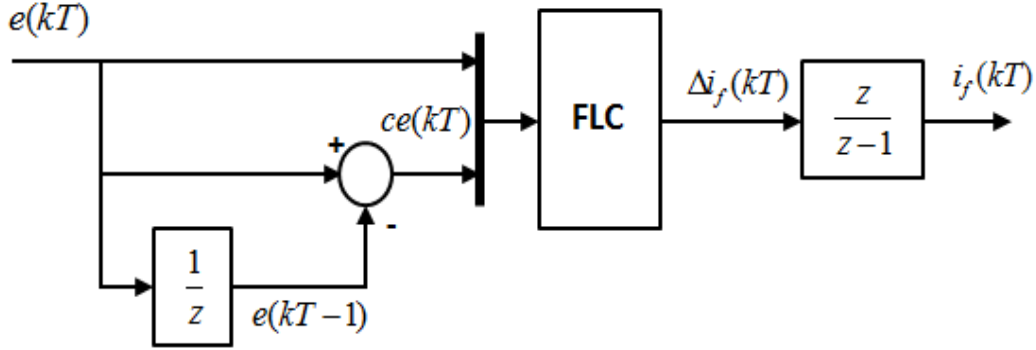 e(kT)
+
ce(kT)
-
1
z
e(kT−1)
FLC
Δi_f(kT)
z
z−1
i_f(kT)